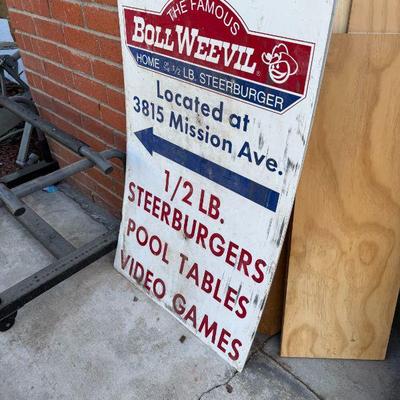 THE FAMOUS
BOLL WEEVIL ®
HOME OF THE 1/2 LB. STEERBURGER
Located at
3815 Mission Ave.
1/2 LB.
STEERBURGERS
POOL TABLES
VIDEO GAMES